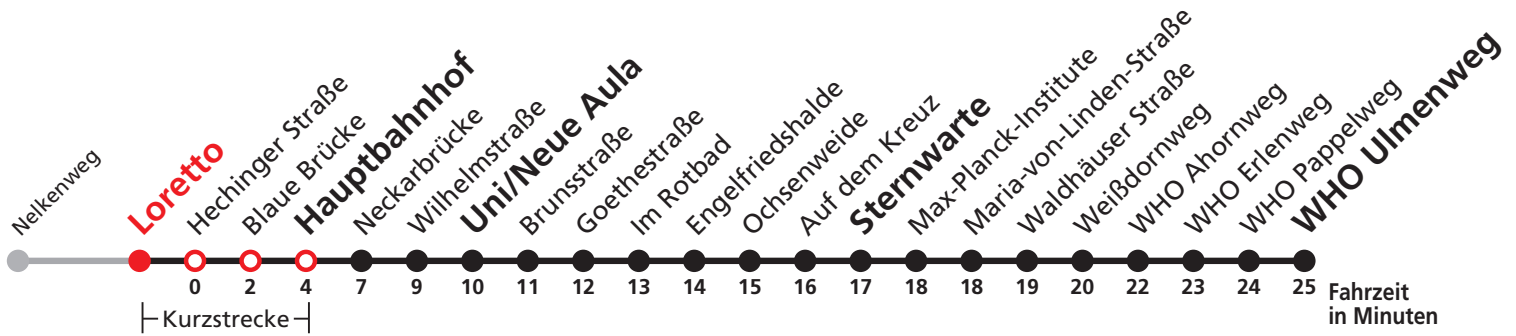 Nelkenweg
Loretto
Hechinger Straße
Blaue Brücke
Hauptbahnhof
Neckarbrücke
Wilhelmstraße
Uni/Neue Aula
Brunsstraße
Goethestraße
Im Rotbad
Engelfriedshalde
Ochsenweide
Auf dem Kreuz
Sternwarte
Max-Planck-Institute
Maria-von-Linden-Straße
Waldhäuser Straße
Weißdornweg
WHO Ahornweg
WHO Erlenweg
WHO Pappelweg
WHO Ulmenweg
0 2 4 7 9 10 11 12 13 14 15 16 17 18 18 19 20 22 23 24 25
Fahrzeit
in Minuten
Kurzstrecke